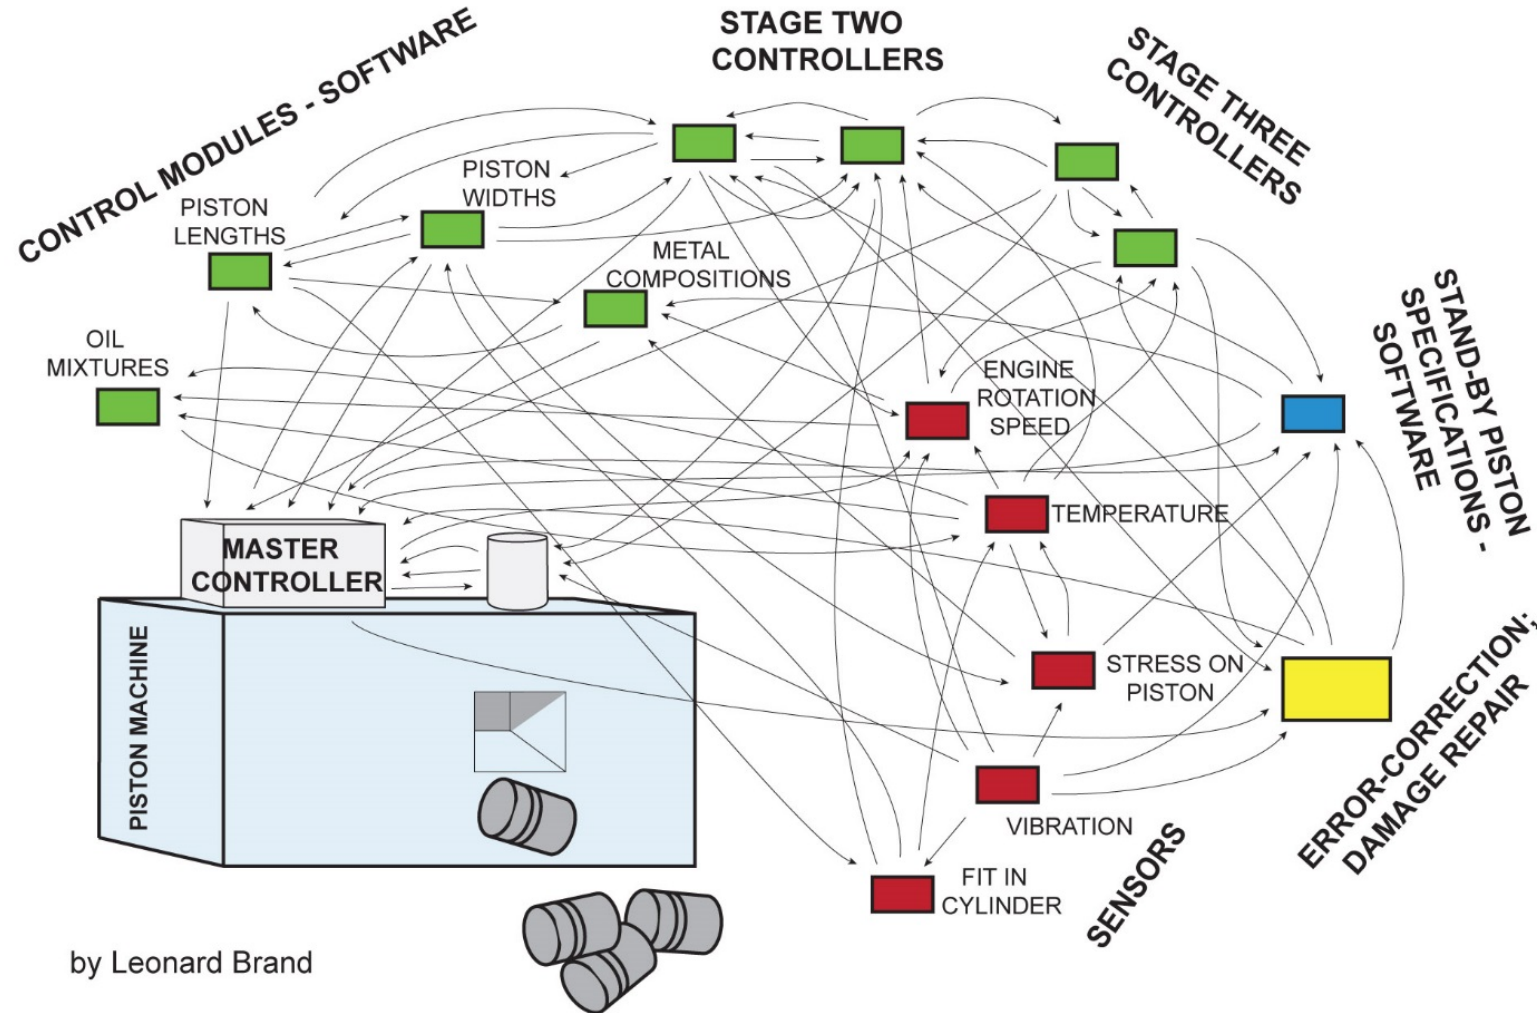 CONTROL MODULES - SOFTWARE
STAGE TWO
CONTROLLERS
STAGE THREE
CONTROLLERS
PISTON
WIDTHS
PISTON
LENGTHS
METAL
COMPOSITIONS
OIL
MIXTURES
ENGINE
ROTATION
SPEED
STAND-BY PISTON
SPECIFICATIONS -
SOFTWARE
TEMPERATURE
MASTER
CONTROLLER
PISTON MACHINE
STRESS ON
PISTON
ERROR-CORRECTION;
DAMAGE REPAIR
VIBRATION
SENSORS
FIT IN
CYLINDER
by Leonard Brand